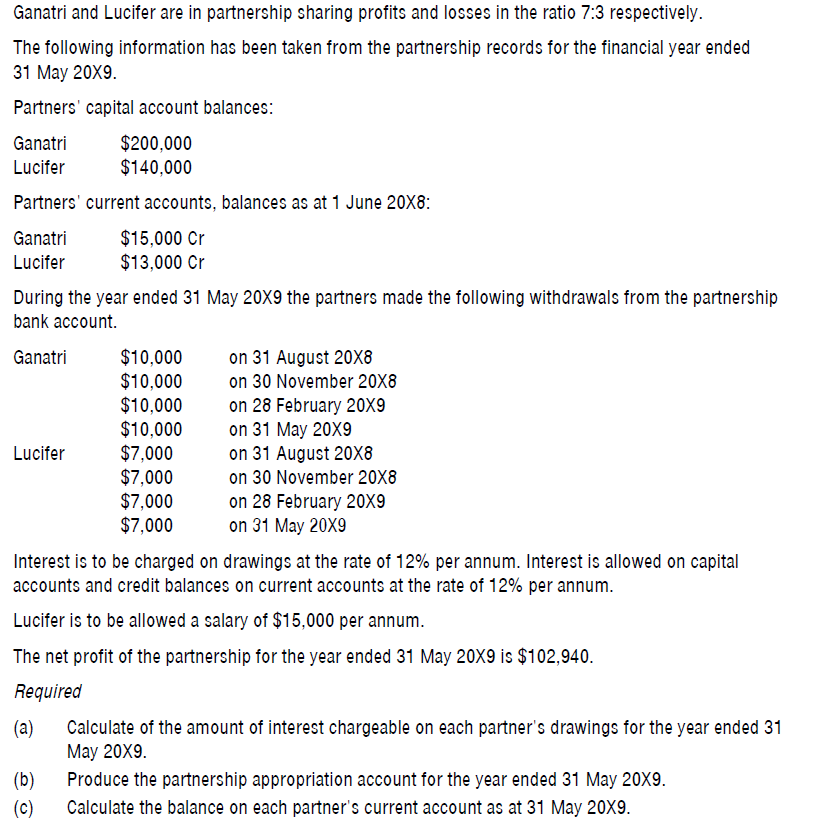 Ganatri and Lucifer are in partnership sharing profits and losses in the ratio 7:3 respectively.
The following information has been taken from the partnership records for the financial year ended
31 May 20X9.
Partners' capital account balances:
Ganatri $200,000
Lucifer $140,000
Partners' current accounts, balances as at 1 June 20X8:
Ganatri $15,000 Cr
Lucifer $13,000 Cr
During the year ended 31 May 20X9 the partners made the following withdrawals from the partnership
bank account.
Ganatri $10,000 on 31 August 20X8
$10,000 on 30 November 20X8
$10,000 on 28 February 20X9
$10,000 on 31 May 20X9
Lucifer $7,000 on 31 August 20X8
$7,000 on 30 November 20X8
$7,000 on 28 February 20X9
$7,000 on 31 May 20X9
Interest is to be charged on drawings at the rate of 12% per annum. Interest is allowed on capital
accounts and credit balances on current accounts at the rate of 12% per annum.
Lucifer is to be allowed a salary of $15,000 per annum.
The net profit of the partnership for the year ended 31 May 20X9 is $102,940.
Required
(a) Calculate of the amount of interest chargeable on each partner's drawings for the year ended 31
May 20X9.
(b) Produce the partnership appropriation account for the year ended 31 May 20X9.
(c) Calculate the balance on each partner's current account as at 31 May 20X9.